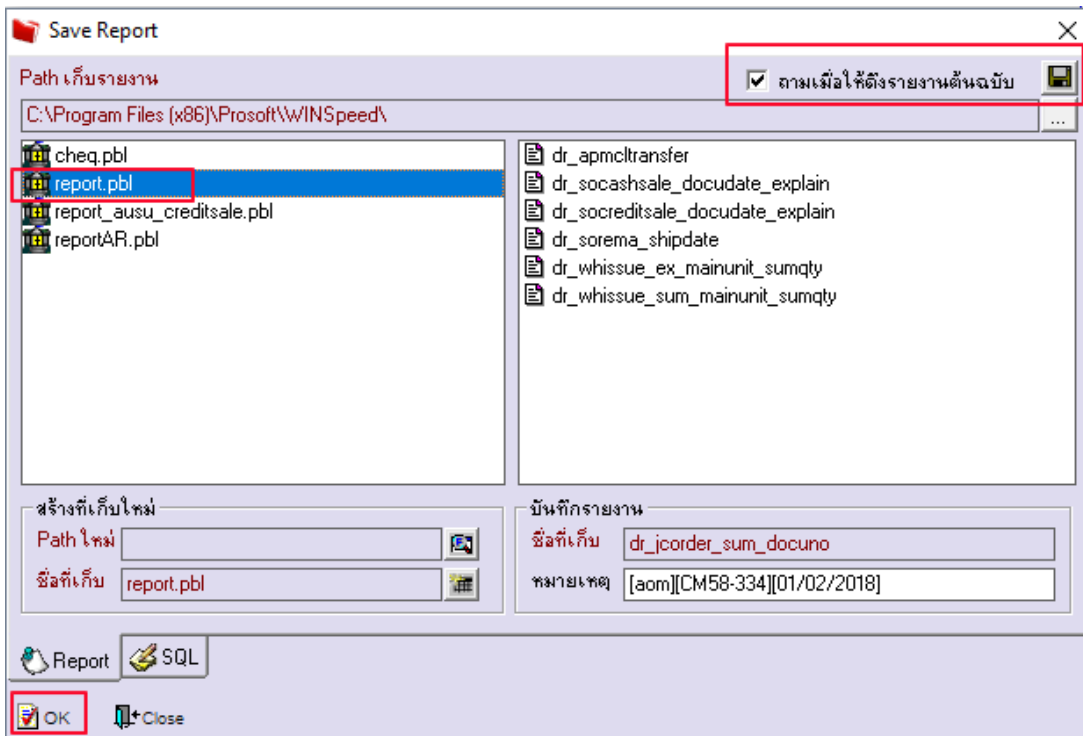 Save Report
Path เก็บรายงาน
ถามเมื่อให้ดึงรายงานต้นฉบับ
C:\Program Files (x86)\Prosoft\WINSpeed\
...
cheq.pbl
report.pbl
report_ausu_creditsale.pbl
reportAR.pbl
dr_apmcltransfer
dr_socashsale_docudate_explain
dr_socreditsale_docudate_explain
dr_sorema_shipdate
dr_whissue_ex_mainunit_sumqty
dr_whissue_sum_mainunit_sumqty
สร้างที่เก็บใหม่
Path ใหม่
ชื่อที่เก็บ report.pbl
บันทึกรายงาน
ชื่อที่เก็บ dr_jcorder_sum_docuno
หมายเหตุ [aom][CM58-334][01/02/2018]
Report SQL
OK Close